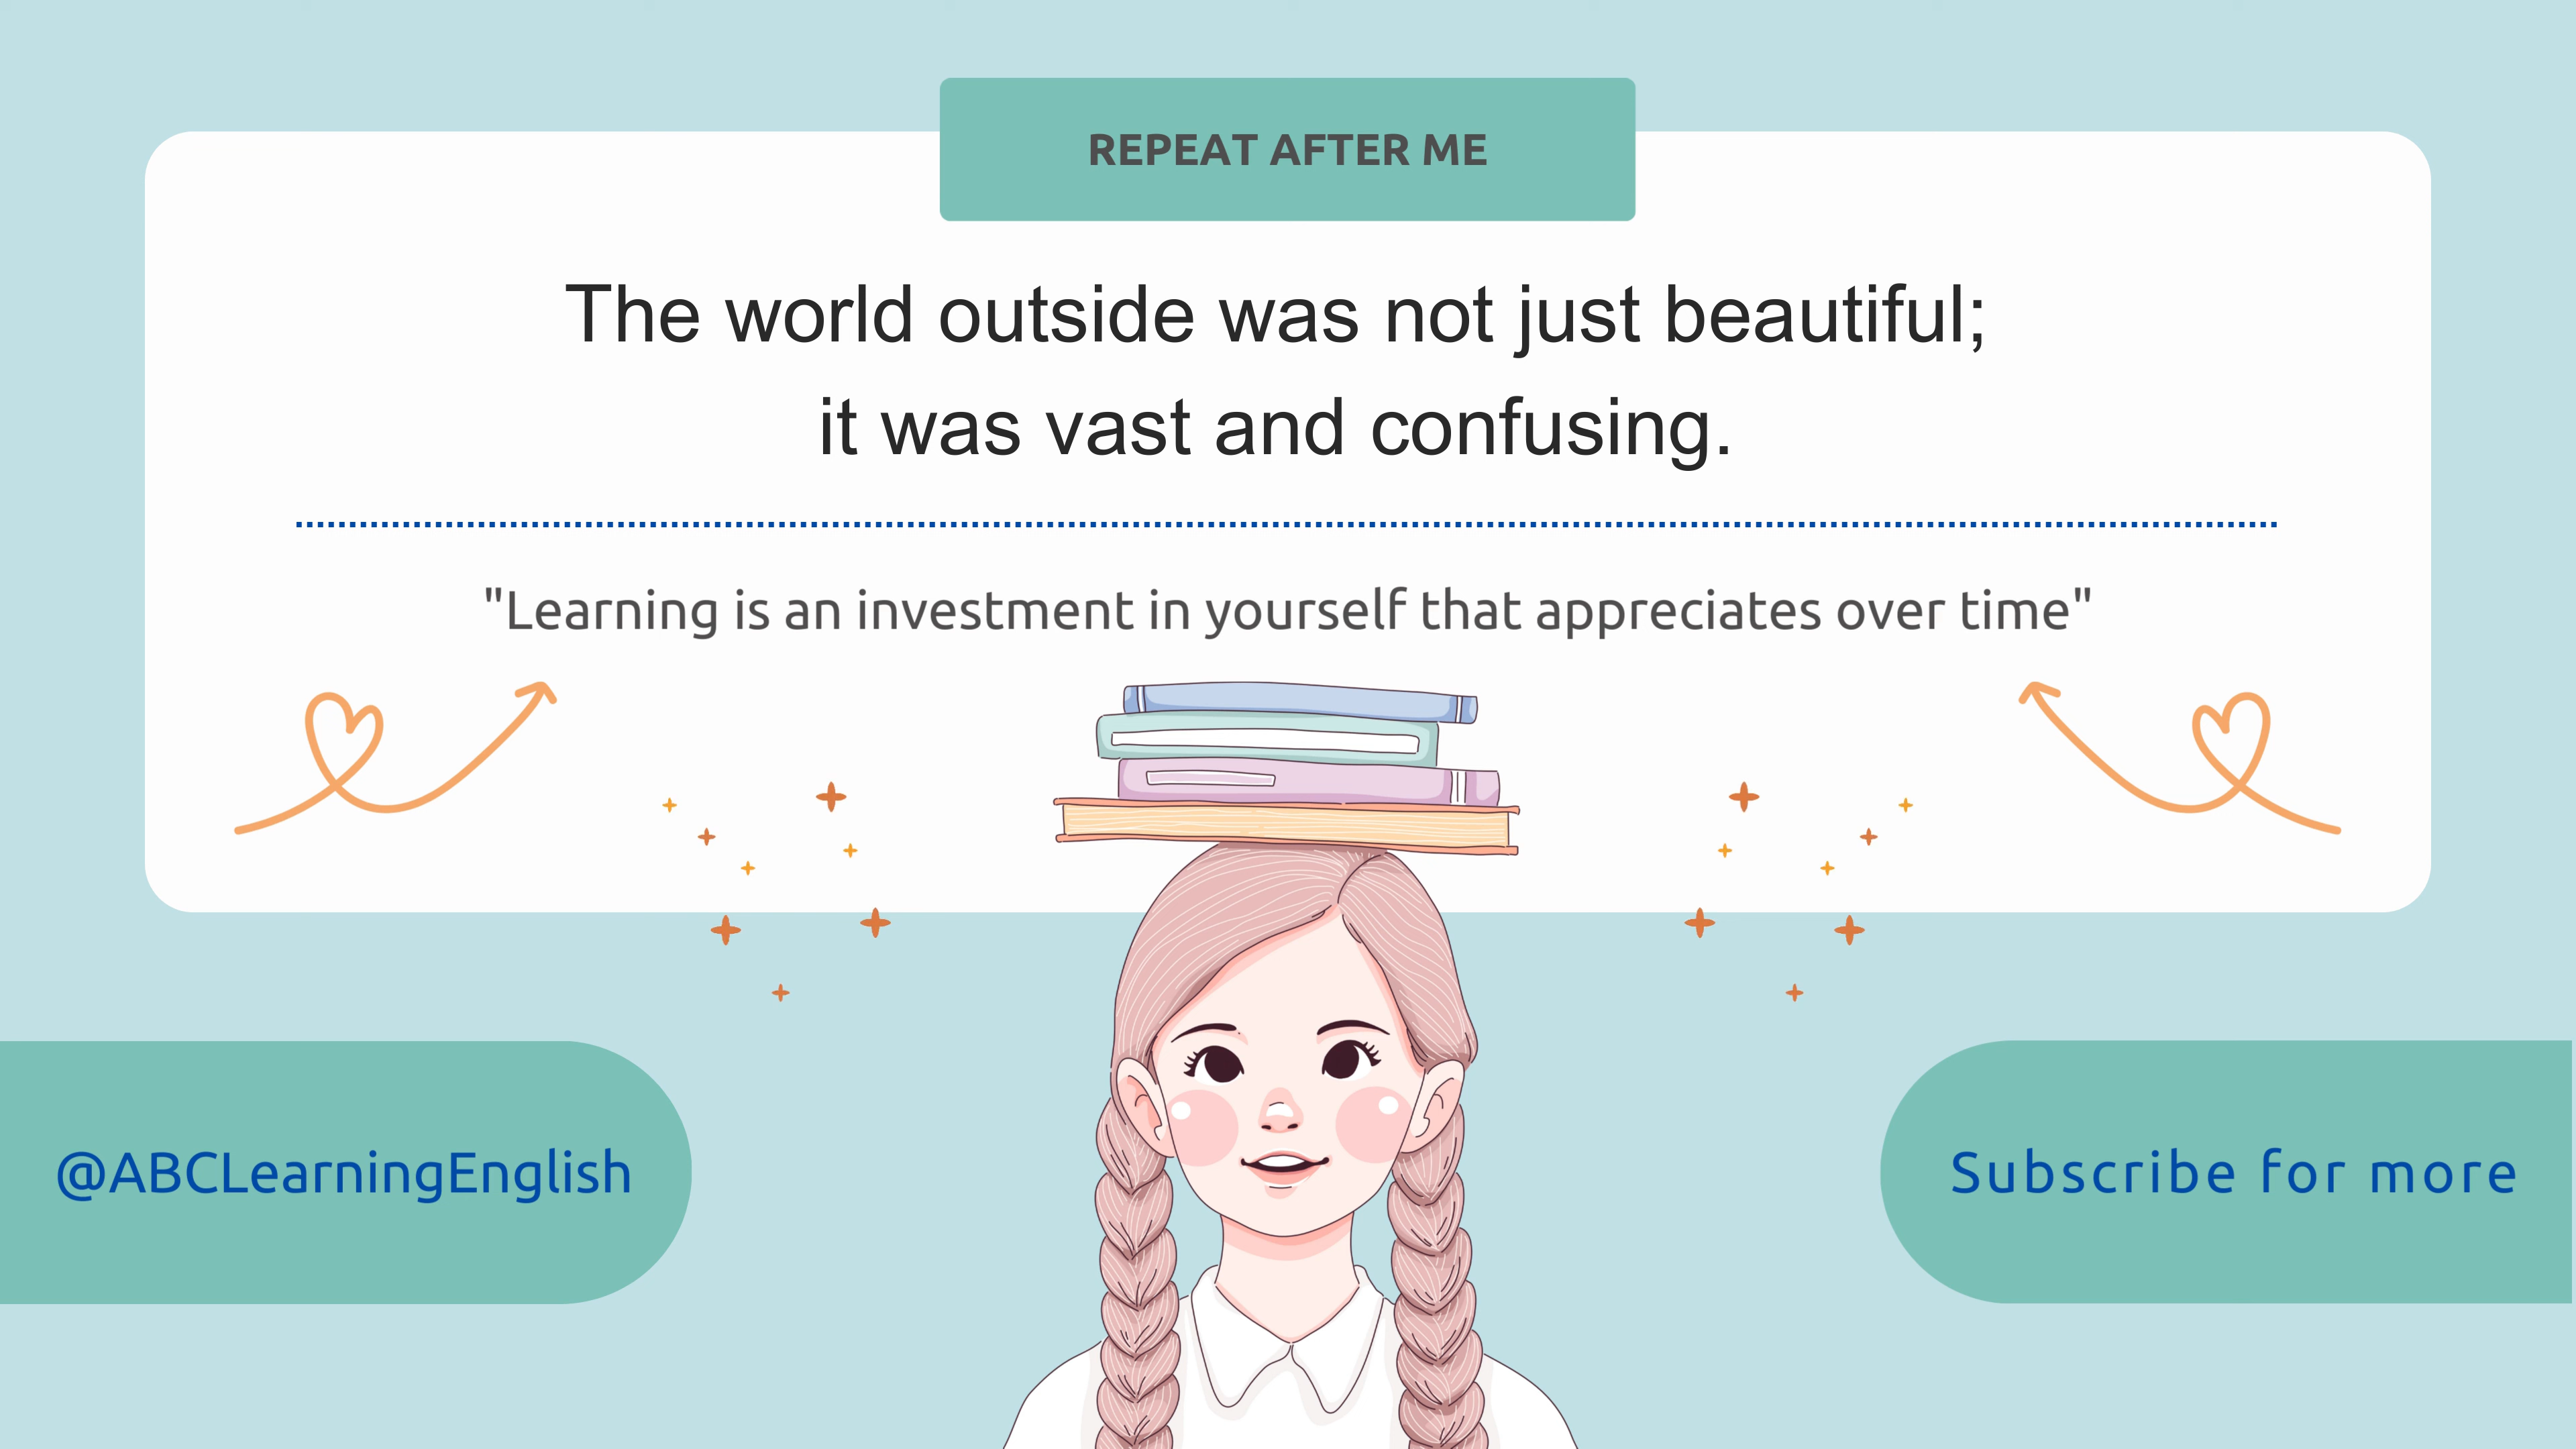 REPEAT AFTER ME
The world outside was not just beautiful;
it was vast and confusing.
"Learning is an investment in yourself that appreciates over time"
@ABCLearningEnglish
Subscribe for more